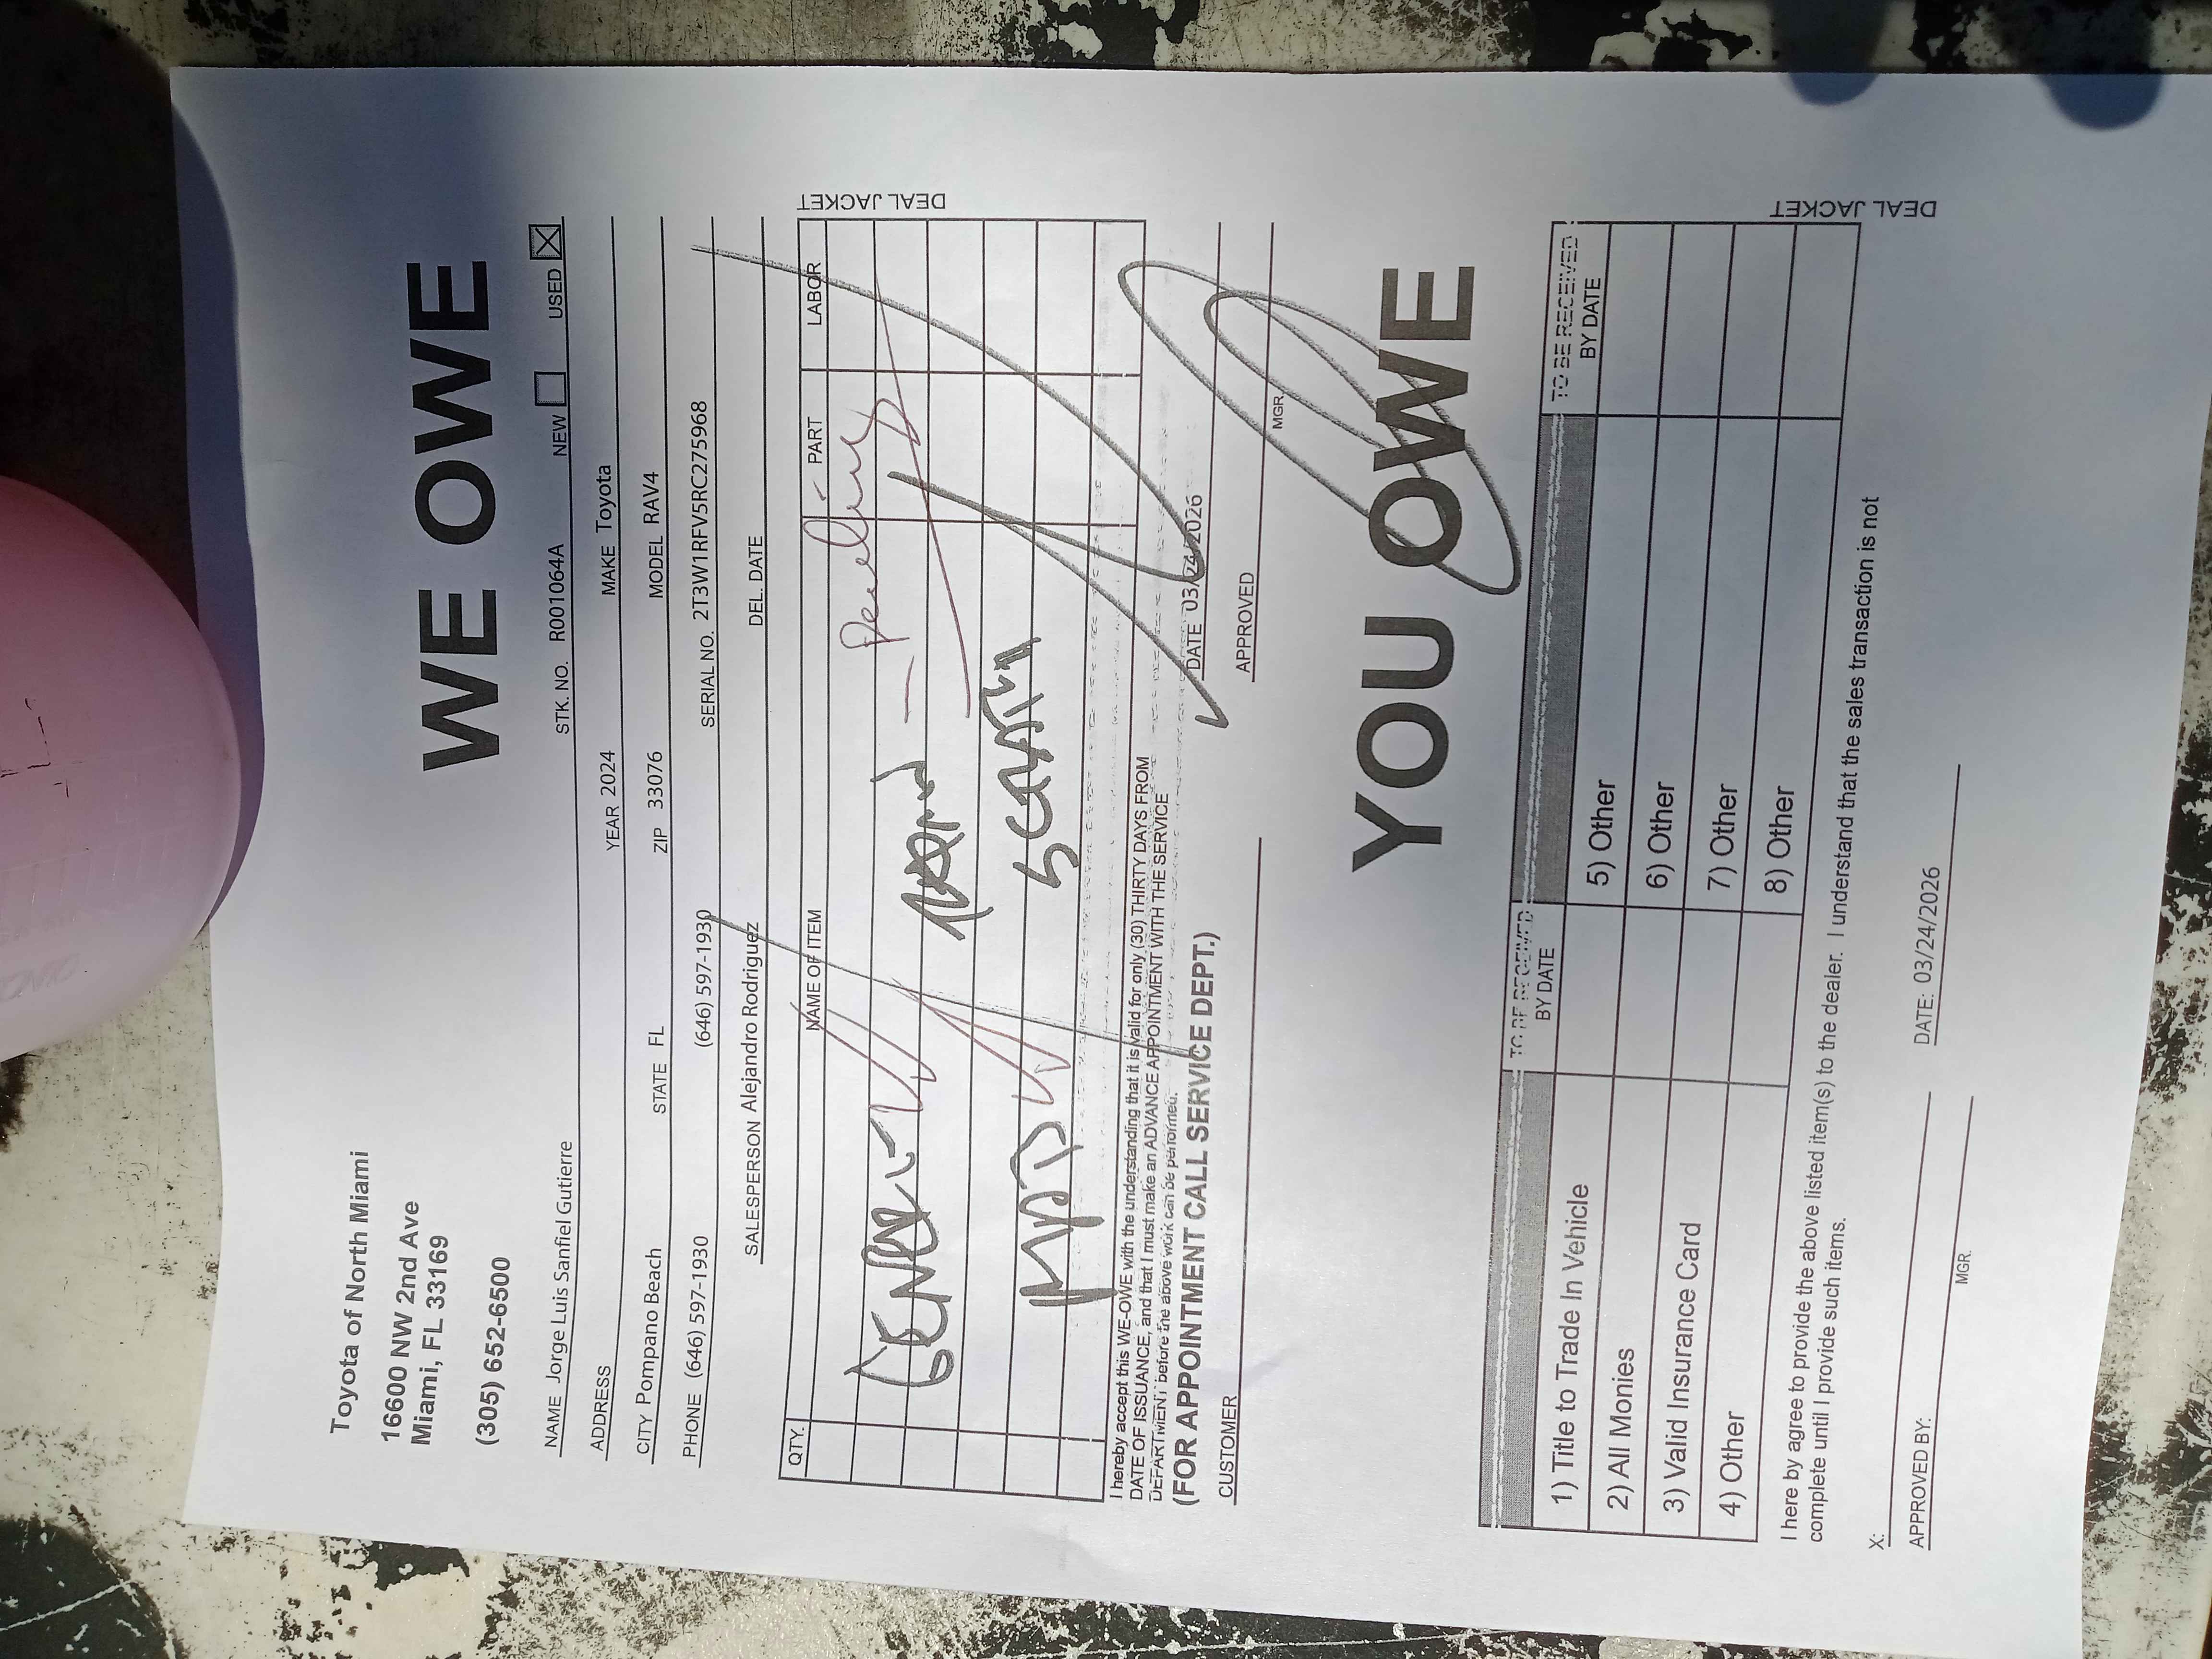 Toyota of North Miami
16600 NW 2nd Ave
Miami, FL 33169
(305) 652-6500
WE OWE
STK. NO. R001064A NEW USED
NAME Jorge Luis Sanfiel Gutierre
ADDRESS YEAR 2024 MAKE Toyota
CITY Pompano Beach STATE FL ZIP 33076 MODEL RAV4
PHONE (646) 597-1930 (646) 597-1930 SERIAL NO. 2T3W1RFV5RC275968
SALESPERSON Alejandro Rodriguez DEL. DATE
QTY. NAME OF ITEM PART LABOR
DEAL JACKET
I hereby accept this WE-OWE with the understanding that it is valid for only (30) THIRTY DAYS FROM
DATE OF ISSUANCE, and that I must make an ADVANCE APPOINTMENT WITH THE SERVICE
DEPARTMENT before the above work can be performed.
(FOR APPOINTMENT CALL SERVICE DEPT.) DATE 03/24/2026
CUSTOMER APPROVED
MGR.
YOU OWE
TO BE RECEIVED BY DATE TO BE RECEIVED BY DATE
1) Title to Trade In Vehicle 5) Other
2) All Monies 6) Other
3) Valid Insurance Card 7) Other
4) Other 8) Other
DEAL JACKET
I here by agree to provide the above listed item(s) to the dealer. I understand that the sales transaction is not
complete until I provide such items.
X:
APPROVED BY: DATE: 03/24/2026
MGR.